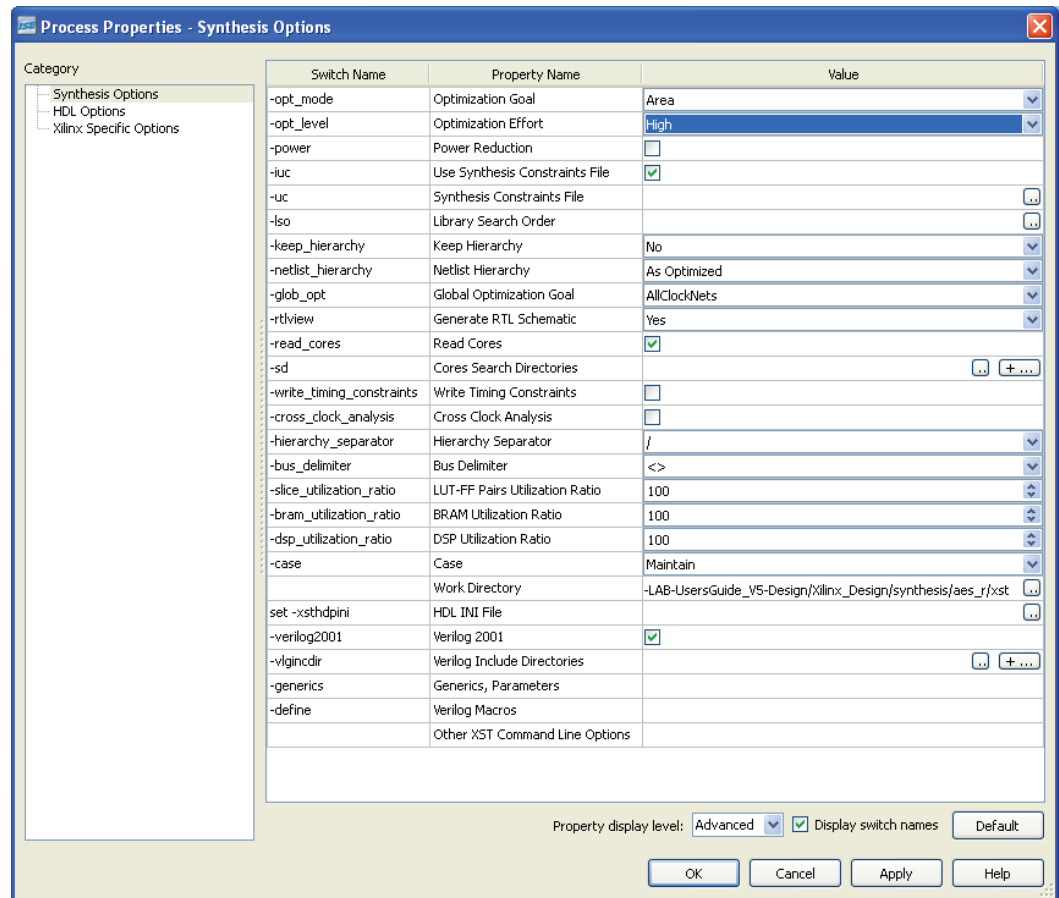 ISE Process Properties - Synthesis Options
Category
Synthesis Options
HDL Options
Xilinx Specific Options
Switch Name Property Name Value
-opt_mode Optimization Goal Area
-opt_level Optimization Effort High
-power Power Reduction
-iuc Use Synthesis Constraints File
-uc Synthesis Constraints File ..
-lso Library Search Order ..
-keep_hierarchy Keep Hierarchy No
-netlist_hierarchy Netlist Hierarchy As Optimized
-glob_opt Global Optimization Goal AllClockNets
-rtlview Generate RTL Schematic Yes
-read_cores Read Cores
-sd Cores Search Directories .. + ...
-write_timing_constraints Write Timing Constraints
-cross_clock_analysis Cross Clock Analysis
-hierarchy_separator Hierarchy Separator /
-bus_delimiter Bus Delimiter <>
-slice_utilization_ratio LUT-FF Pairs Utilization Ratio 100
-bram_utilization_ratio BRAM Utilization Ratio 100
-dsp_utilization_ratio DSP Utilization Ratio 100
-case Case Maintain
Work Directory -LAB-UsersGuide_V5-Design/Xilinx_Design/synthesis/aes_r/xst ..
set -xsthdpini HDL INI File ..
-verilog2001 Verilog 2001
-vlgincdir Verilog Include Directories .. + ...
-generics Generics, Parameters
-define Verilog Macros
Other XST Command Line Options
Property display level: Advanced Display switch names Default
OK Cancel Apply Help